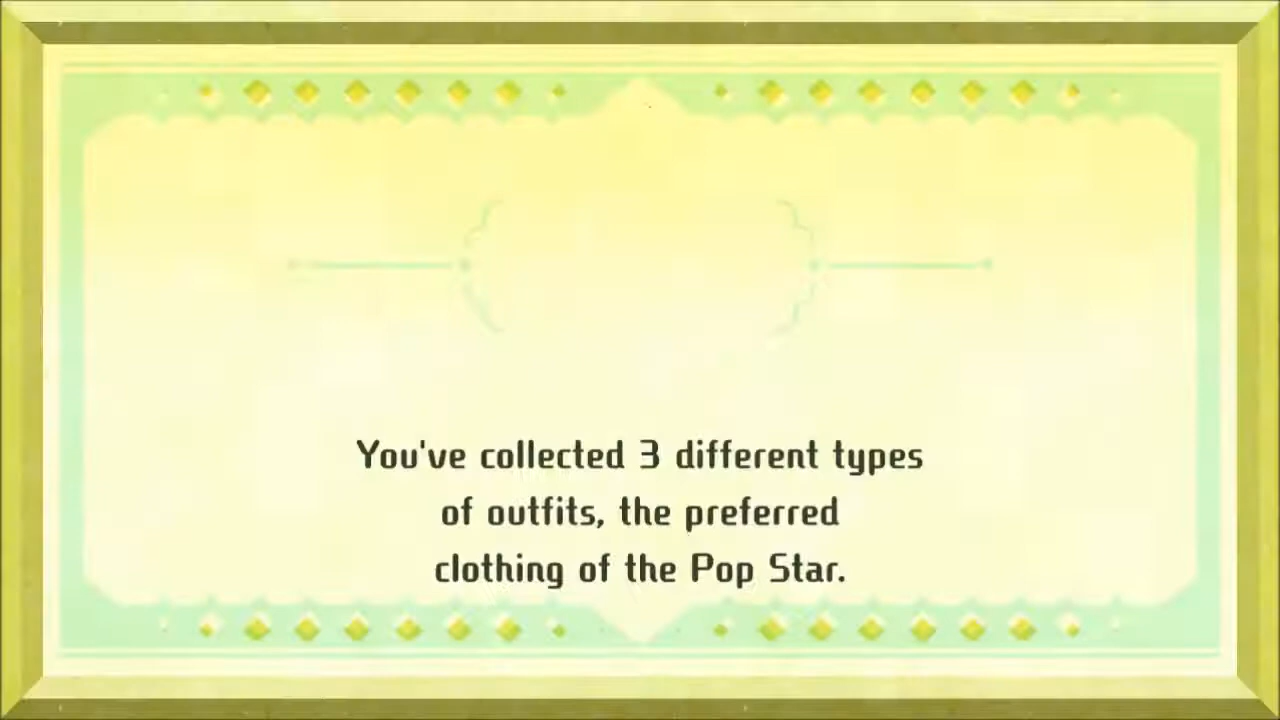 You've collected 3 different types
of outfits, the preferred
clothing of the Pop Star.